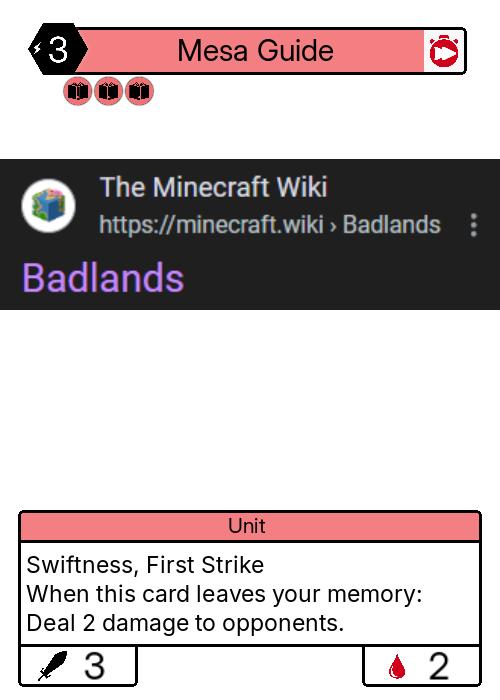 3
Mesa Guide
The Minecraft Wiki
https://minecraft.wiki › Badlands
Badlands
Unit
Swiftness, First Strike
When this card leaves your memory:
Deal 2 damage to opponents.
3
2